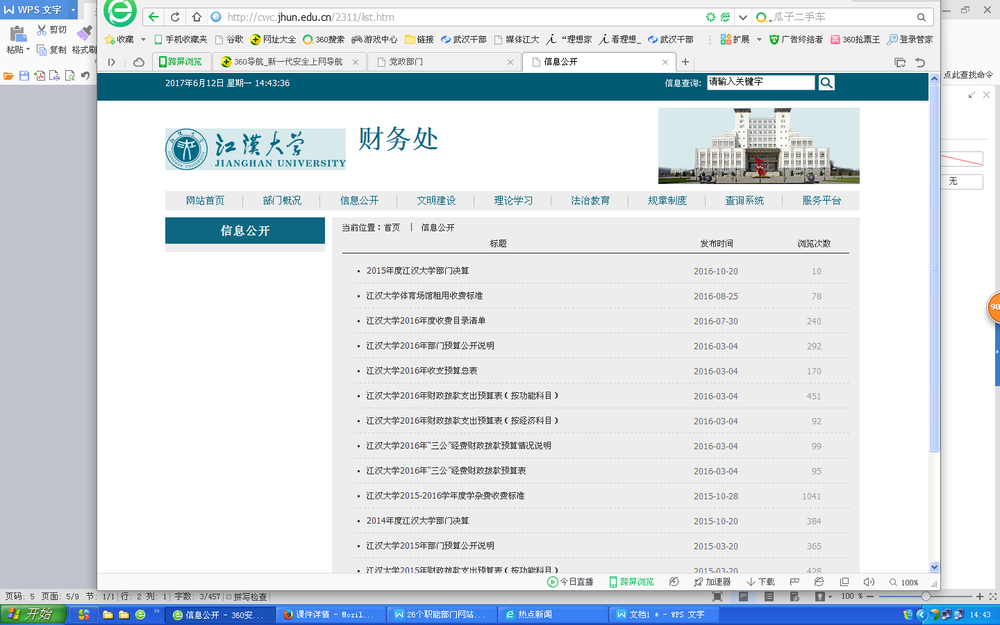 WPS 文字
http://cwc.jhun.edu.cn/2311/list.htm
瓜子二手车
粘贴
剪切
复制
格式刷
收藏 手机收藏夹 谷歌 网址大全 360搜索 游戏中心 链接 武汉干部 媒体江大 “理想家 看理想_ 武汉干部 扩展 广告终结者 360抢票王 登录管家
跨屏浏览 360导航_新一代安全上网导航 党政部门 信息公开
点此查找命令
2017年6月12日 星期一 14:43:36 信息查询: 请输入关键字
江汉大学
JIANGHAN UNIVERSITY
财务处
无
网站首页 部门概况 信息公开 文明建设 理论学习 法治教育 规章制度 查询系统 服务平台
信息公开
当前位置：首页 | 信息公开
标题 发布时间 浏览次数
2015年度江汉大学部门决算 2016-10-20 10
江汉大学体育场馆租用收费标准 2016-08-25 78
江汉大学2016年度收费目录清单 2016-07-30 240
江汉大学2016年部门预算公开说明 2016-03-04 292
江汉大学2016年收支预算总表 2016-03-04 170
江汉大学2016年财政拨款支出预算表（按功能科目） 2016-03-04 451
江汉大学2016年财政拨款支出预算表（按经济科目） 2016-03-04 92
江汉大学2016年“三公”经费财政拨款预算情况说明 2016-03-04 99
江汉大学2016年“三公”经费财政拨款预算表 2016-03-04 95
江汉大学2015-2016学年度学杂费收费标准 2015-10-28 1041
2014年度江汉大学部门决算 2015-10-20 384
江汉大学2015年部门预算公开说明 2015-03-20 365
江汉大学2015年财政拨款支出预算表（按功能科目） 2015-03-20 428
90
今日直播 跨屏浏览 加速器 下载 100%
页码: 5 页面: 5/9 节: 1/1 行: 2 列: 1 字数: 3/457 拼写检查 100 %
开始 信息公开 - 360安... 课件详情 - Mozil... 26个职能部门网站... 热点新闻 文档1 * - WPS 文字 14:43